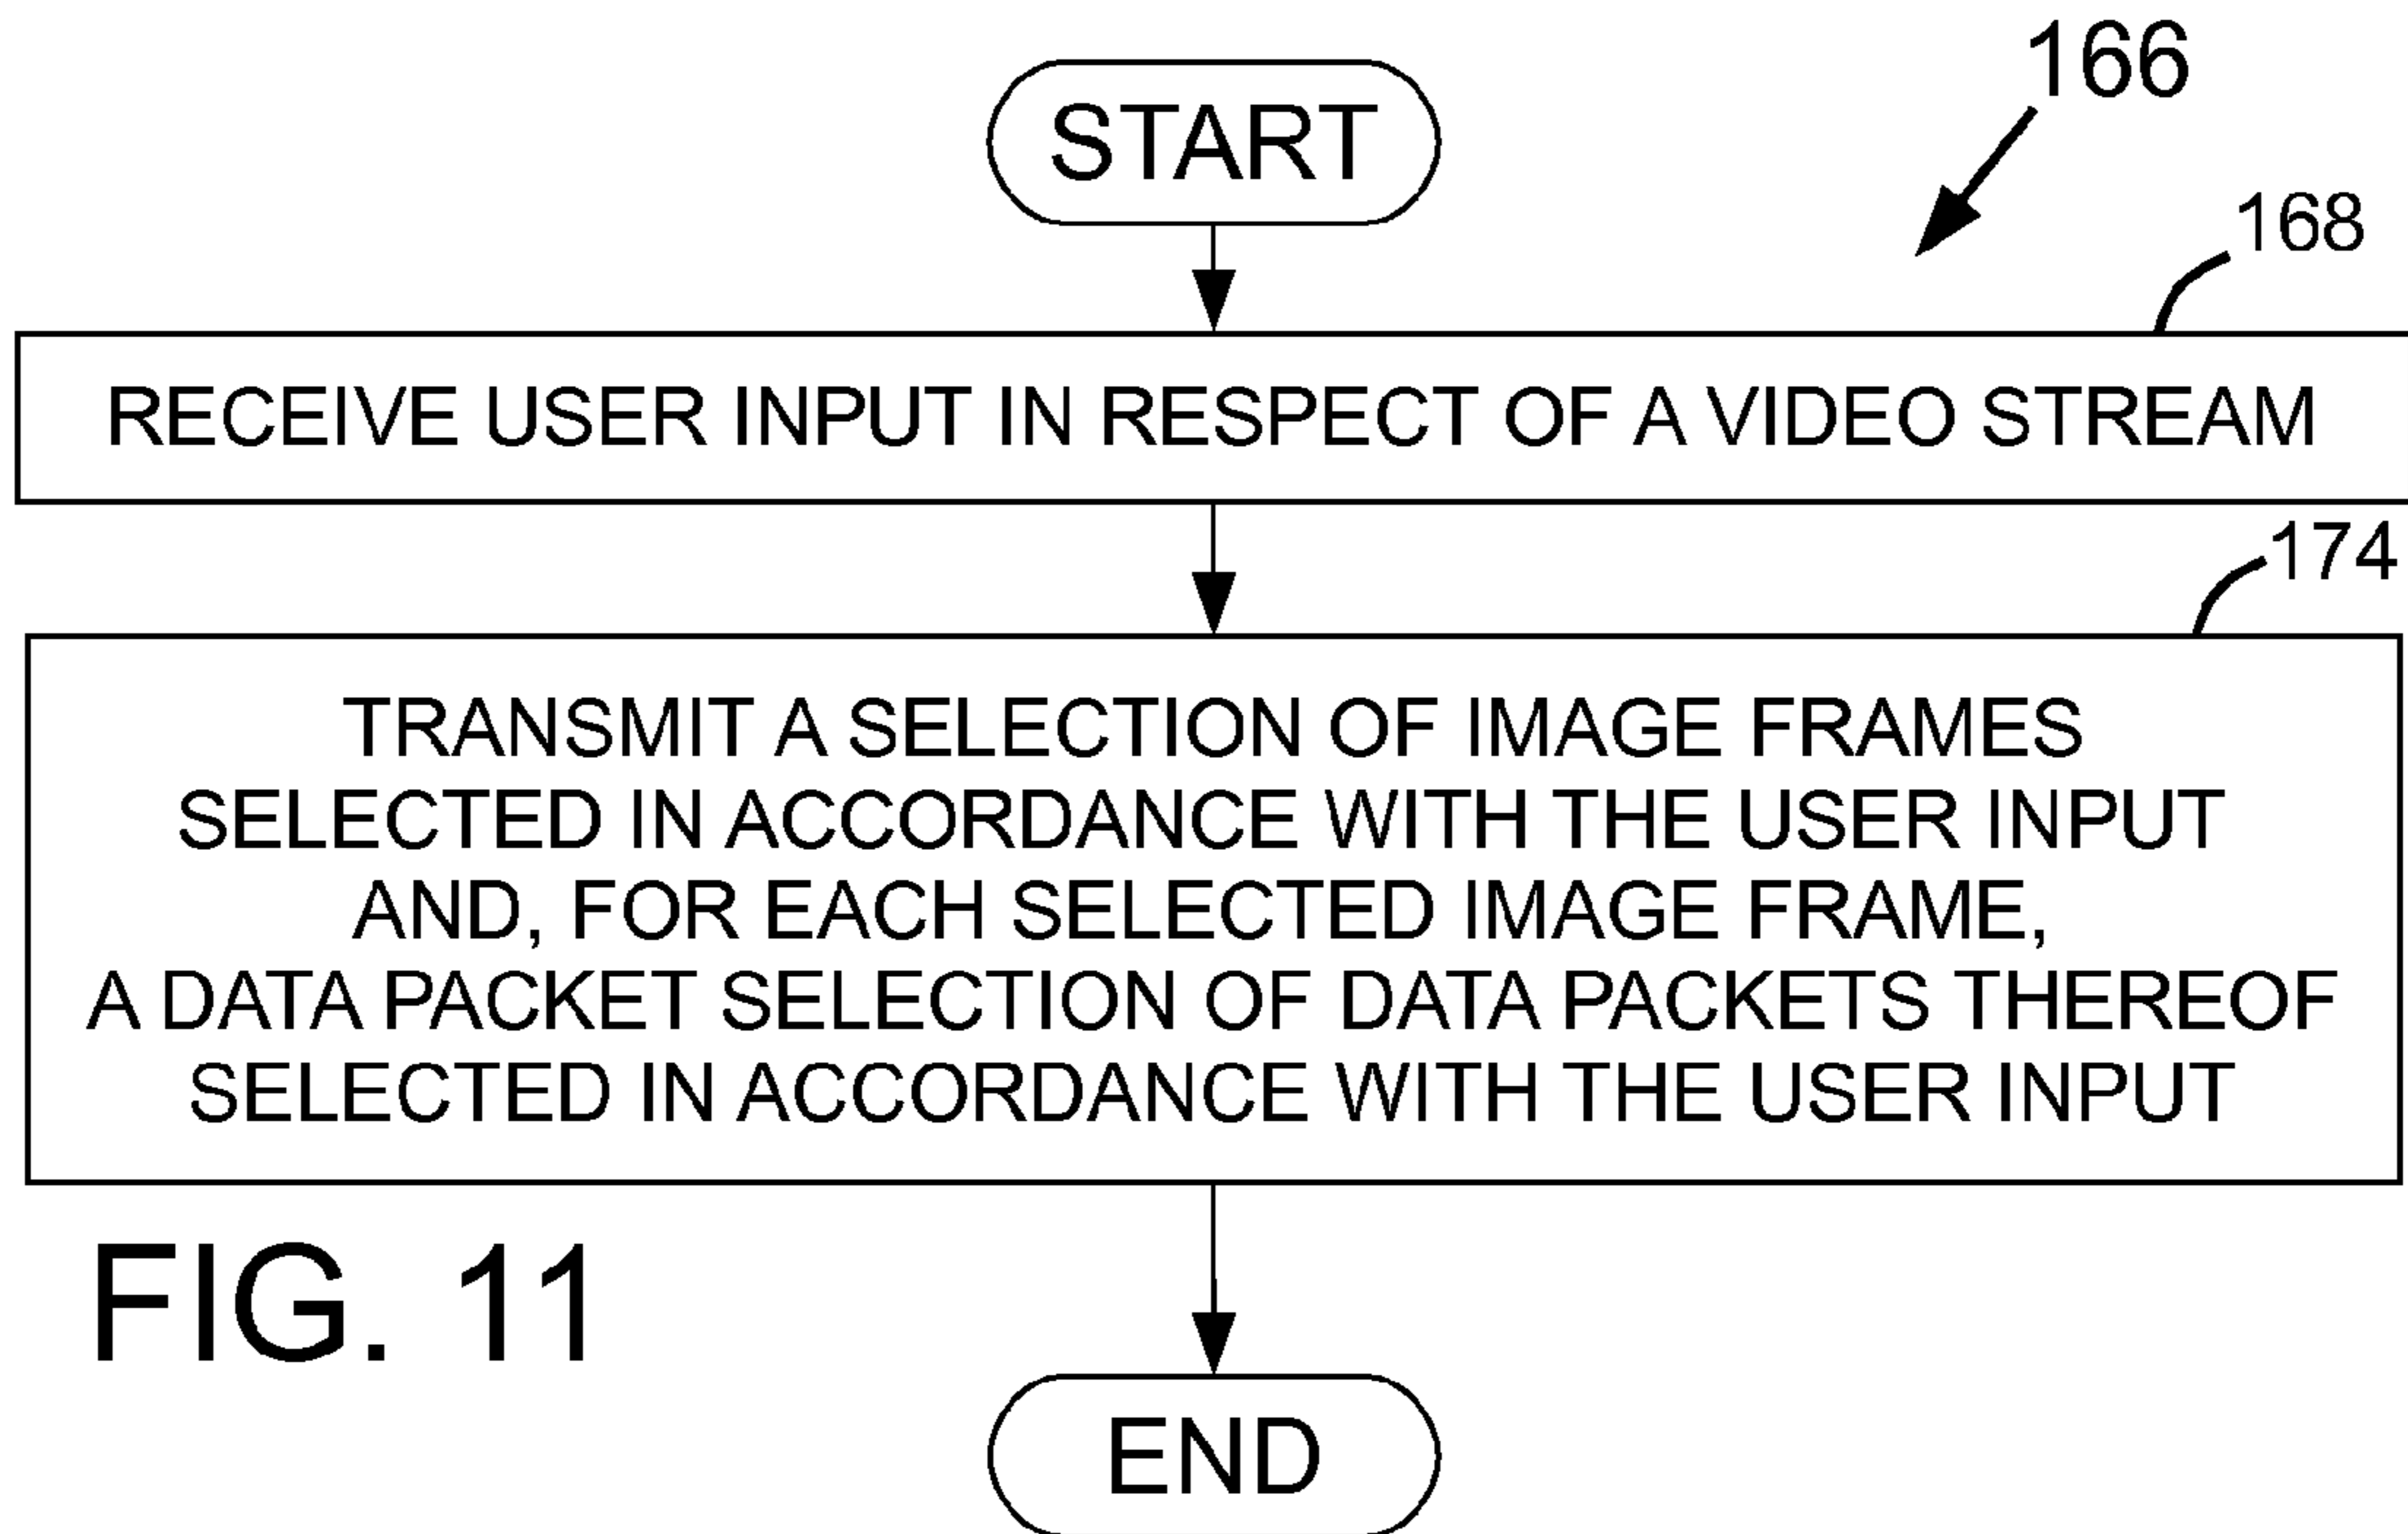 START
166
168
RECEIVE USER INPUT IN RESPECT OF A VIDEO STREAM
174
TRANSMIT A SELECTION OF IMAGE FRAMES
SELECTED IN ACCORDANCE WITH THE USER INPUT
AND, FOR EACH SELECTED IMAGE FRAME,
A DATA PACKET SELECTION OF DATA PACKETS THEREOF
SELECTED IN ACCORDANCE WITH THE USER INPUT
FIG. 11
END